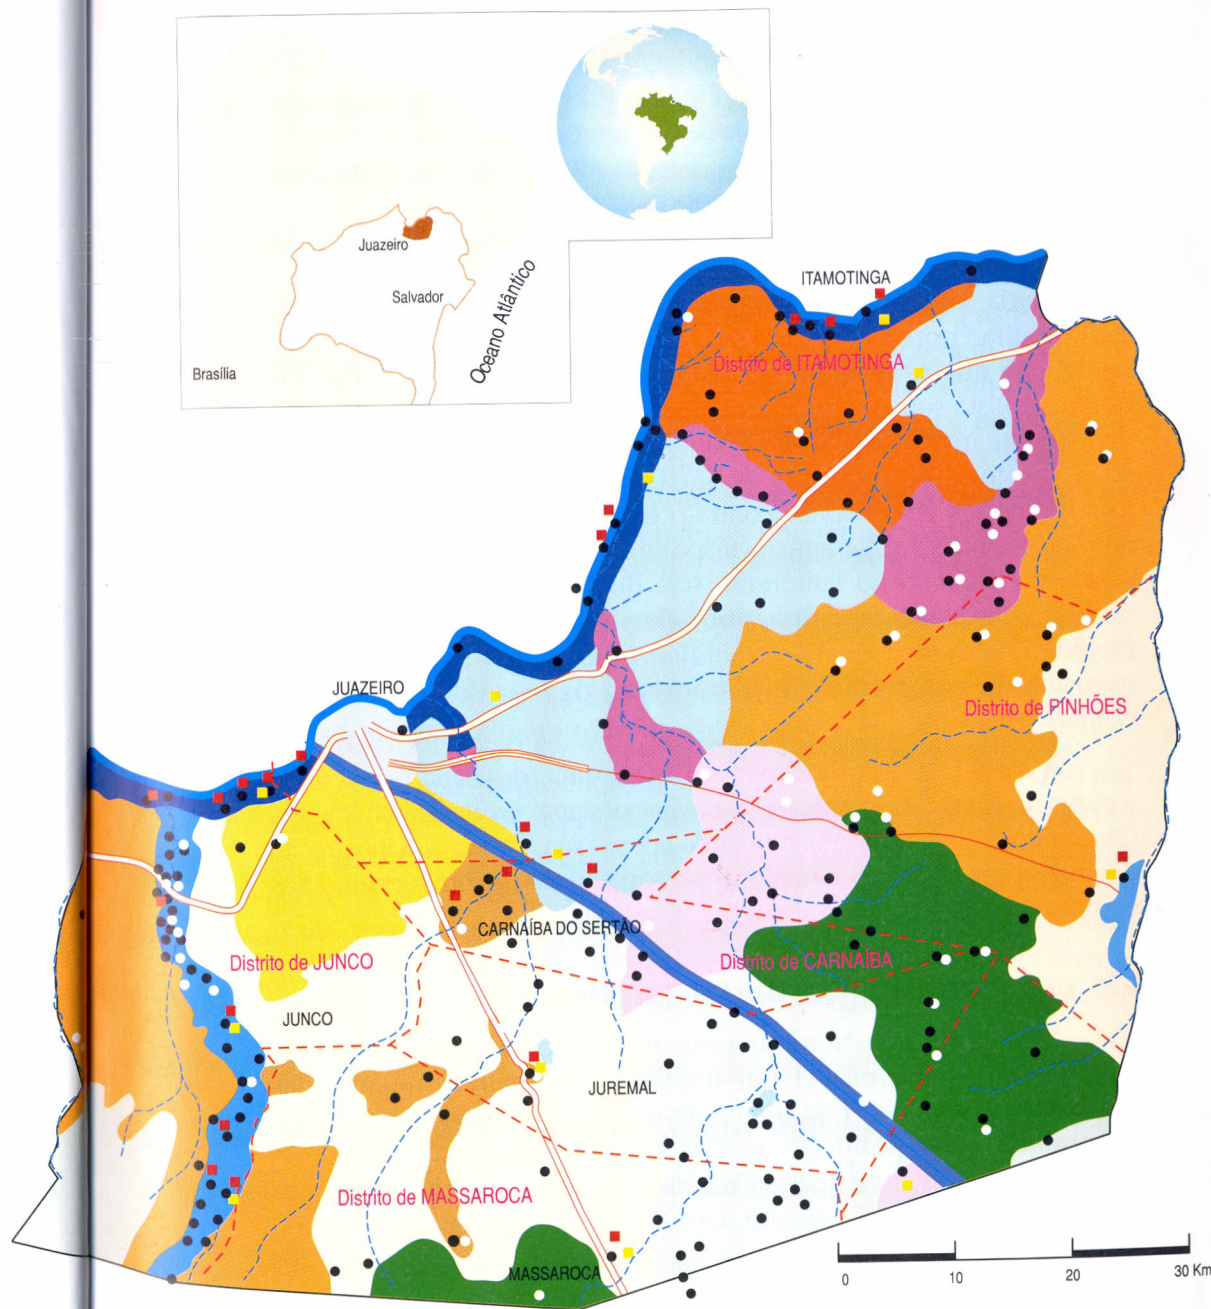 Juazeiro
Salvador
Oceano Atlântico
Brasília
ITAMOTINGA
Distrito de ITAMOTINGA
JUAZEIRO
Distrito de PINHÕES
CARNAÍBA DO SERTÃO
Distrito de JUNCO
Distrito de CARNAÍBA
JUNCO
JUREMAL
Distrito de MASSAROCA
MASSAROCA
0 10 20 30 Km